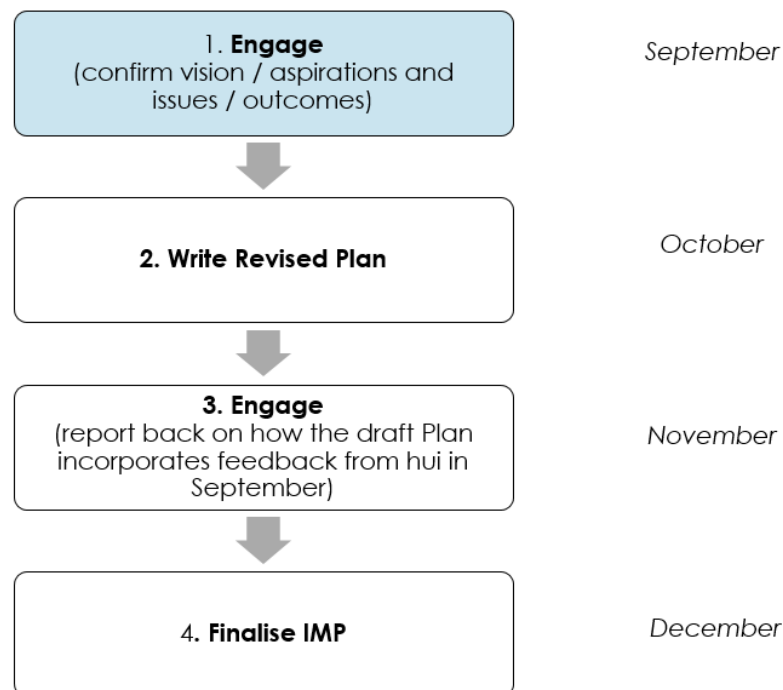 1. Engage
(confirm vision / aspirations and
issues / outcomes)
September
2. Write Revised Plan
October
3. Engage
(report back on how the draft Plan
incorporates feedback from hui in
September)
November
4. Finalise IMP
December